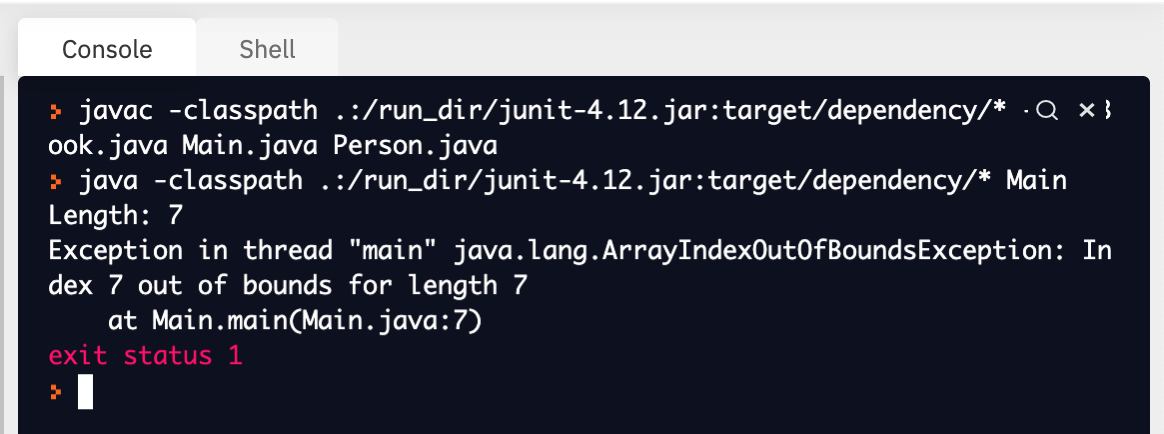 Console Shell
javac -classpath .:/run_dir/junit-4.12.jar:target/dependency/*
ook.java Main.java Person.java
java -classpath .:/run_dir/junit-4.12.jar:target/dependency/* Main
Length: 7
Exception in thread "main" java.lang.ArrayIndexOutOfBoundsException: In
dex 7 out of bounds for length 7
at Main.main(Main.java:7)
exit status 1